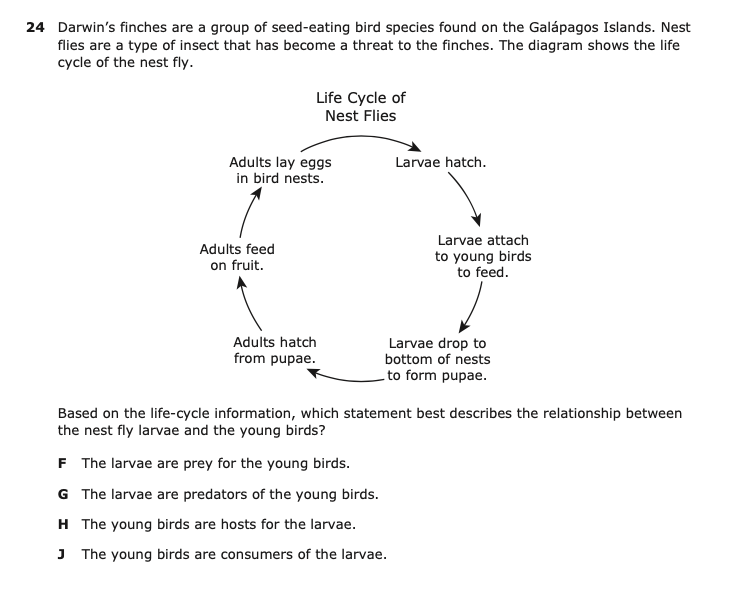 24 Darwin's finches are a group of seed-eating bird species found on the Galápagos Islands. Nest
flies are a type of insect that has become a threat to the finches. The diagram shows the life
cycle of the nest fly.
Life Cycle of
Nest Flies
Adults lay eggs
in bird nests.
Larvae hatch.
Larvae attach
to young birds
to feed.
Larvae drop to
bottom of nests
to form pupae.
Adults hatch
from pupae.
Adults feed
on fruit.
Based on the life-cycle information, which statement best describes the relationship between
the nest fly larvae and the young birds?
F The larvae are prey for the young birds.
G The larvae are predators of the young birds.
H The young birds are hosts for the larvae.
J The young birds are consumers of the larvae.